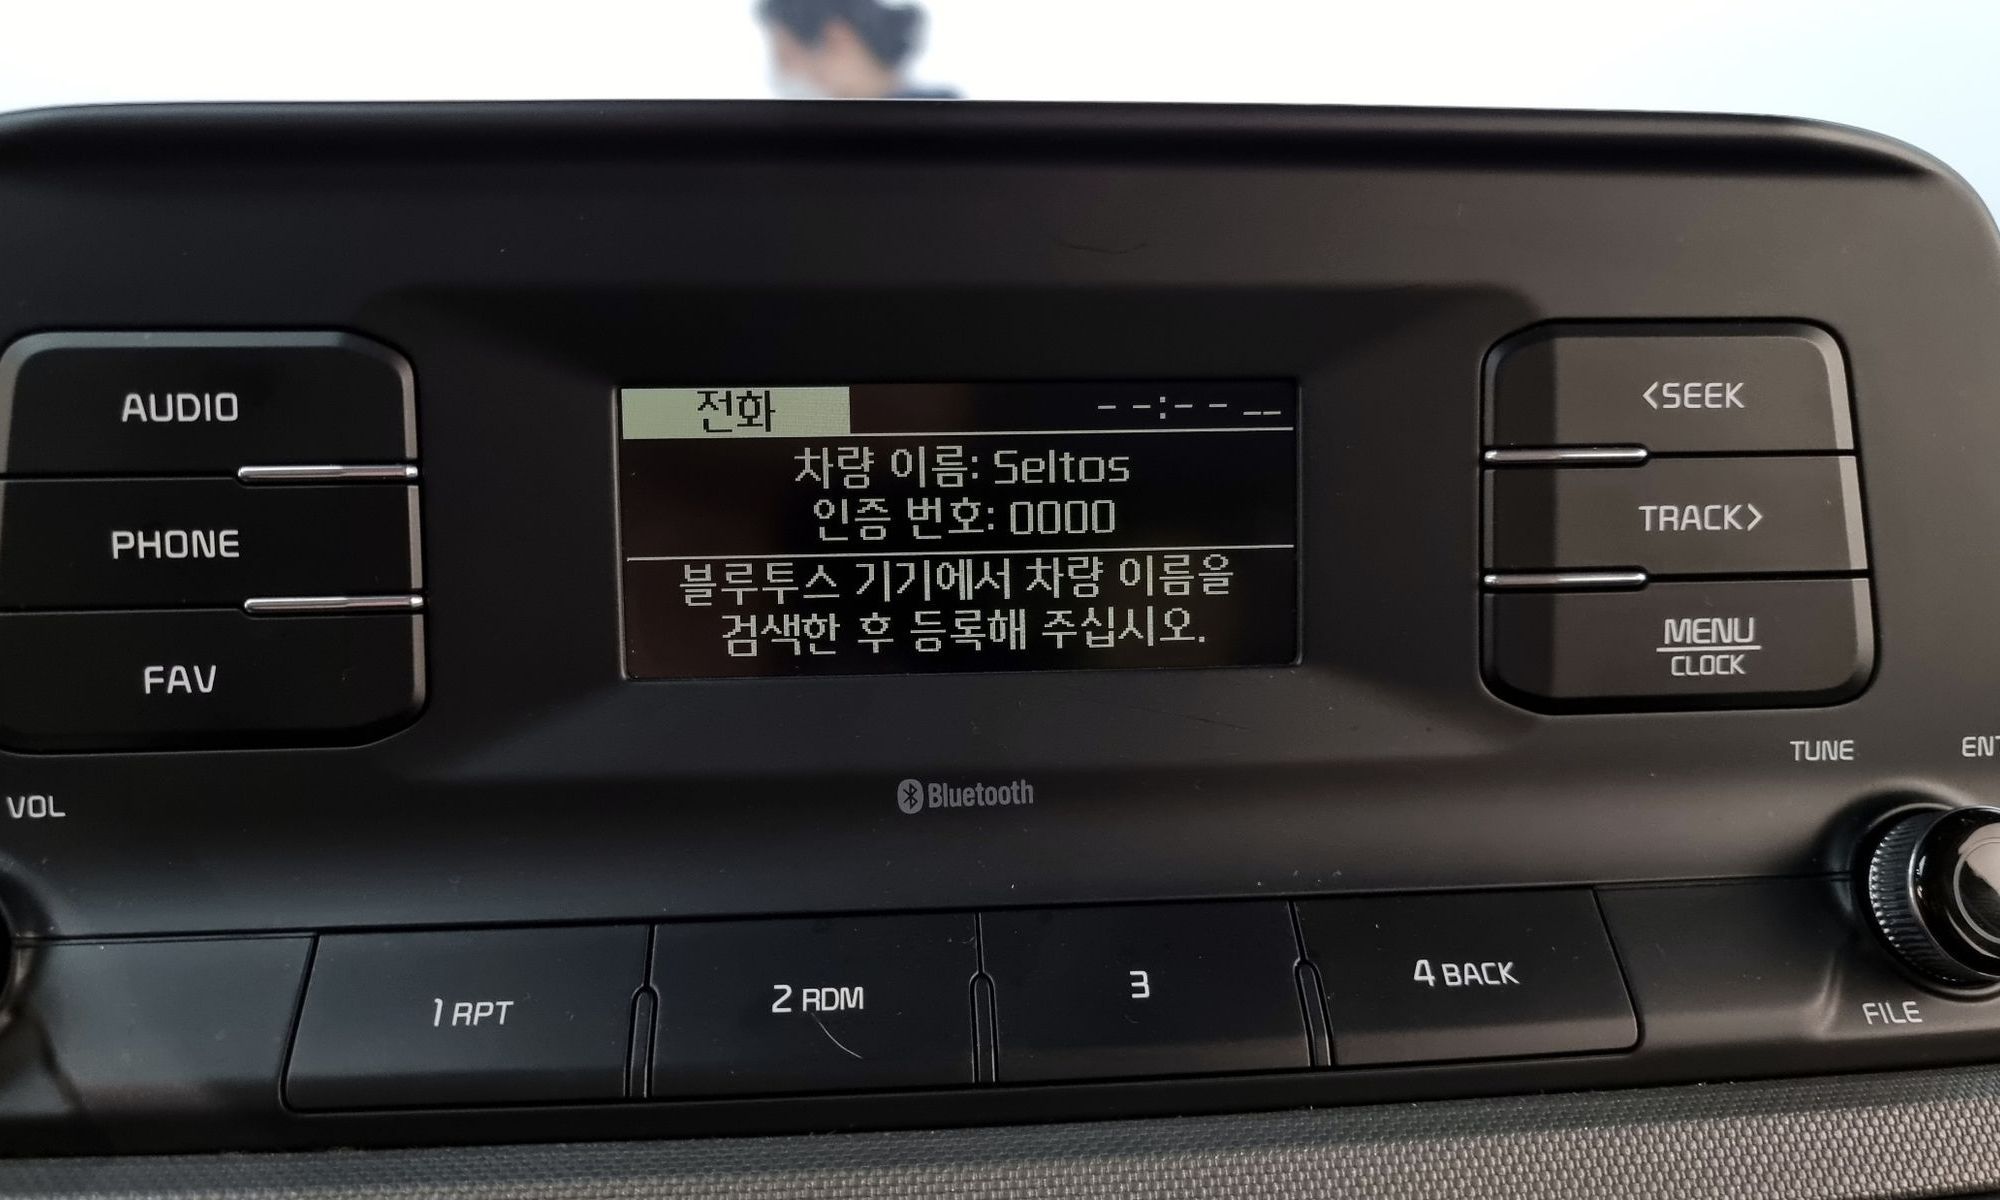 전화 --:-- __
차량 이름: Seltos
인증 번호: 0000
블루투스 기기에서 차량 이름을
검색한 후 등록해 주십시오.
AUDIO
PHONE
FAV
<SEEK
TRACK>
MENU
CLOCK
VOL
Bluetooth
TUNE
1 RPT
2 RDM
3
4 BACK
FILE